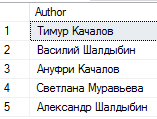 Author
1 Тимур Качалов
2 Василий Шалдыбин
3 Ануфри Качалов
4 Светлана Муравьева
5 Александр Шалдыбин